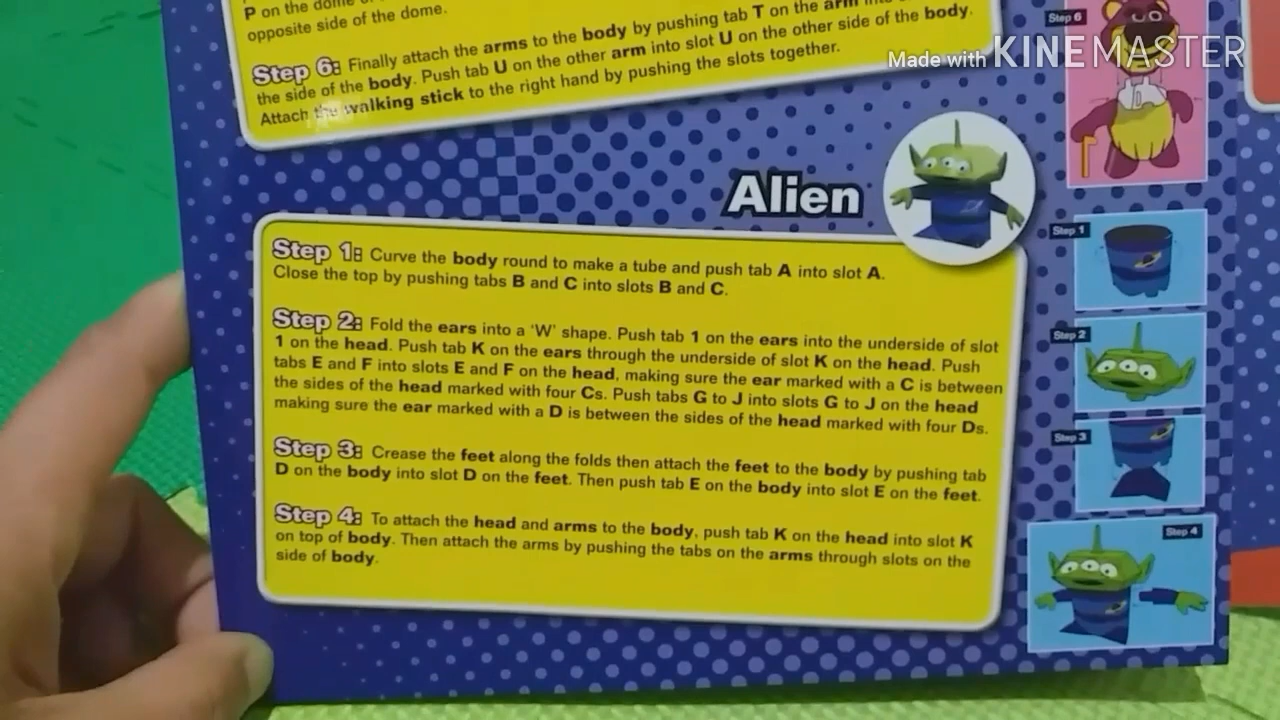 P on the dome of
opposite side of the dome.
Step 6: Finally attach the arms to the body by pushing tab T on the arm into
the side of the body. Push tab U on the other arm into slot U on the other side of the body.
Attach the walking stick to the right hand by pushing the slots together.
Made with KINEMASTER
Step 6
Alien
Step 1: Curve the body round to make a tube and push tab A into slot A.
Close the top by pushing tabs B and C into slots B and C.
Step 2: Fold the ears into a 'W' shape. Push tab 1 on the ears into the underside of slot
1 on the head. Push tab K on the ears through the underside of slot K on the head. Push
tabs E and F into slots E and F on the head, making sure the ear marked with a C is between
the sides of the head marked with four Cs. Push tabs G to J into slots G to J on the head
making sure the ear marked with a D is between the sides of the head marked with four Ds.
Step 3: Crease the feet along the folds then attach the feet to the body by pushing tab
D on the body into slot D on the feet. Then push tab E on the body into slot E on the feet.
Step 4: To attach the head and arms to the body, push tab K on the head into slot K
on top of body. Then attach the arms by pushing the tabs on the arms through slots on the
side of body.
Step 1
Step 2
Step 3
Step 4